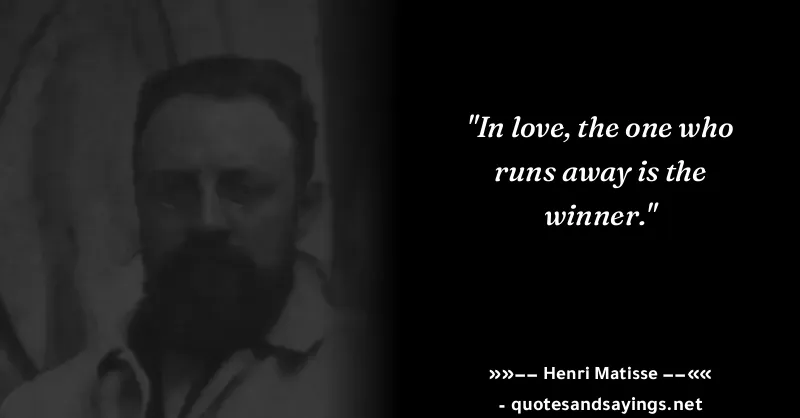 "In love, the one who
runs away is the
winner."
»»—— Henri Matisse ——««
- quotesandsayings.net